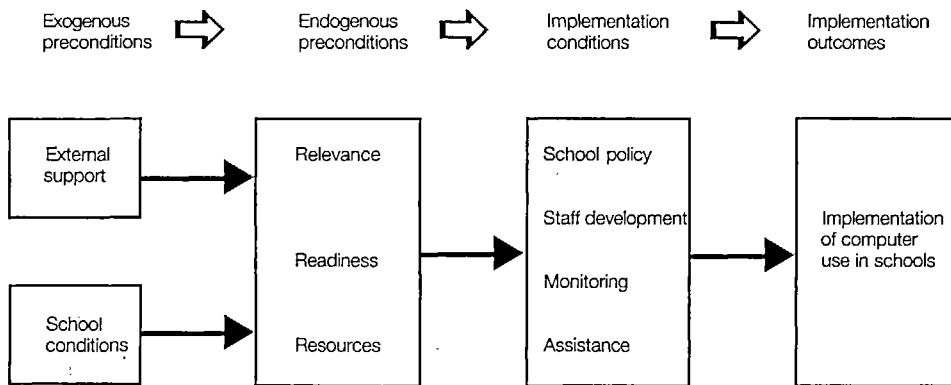 Exogenous
preconditions
Endogenous
preconditions
Implementation
conditions
Implementation
outcomes
External
support
School
conditions
Relevance
Readiness
Resources
School policy
Staff development
Monitoring
Assistance
Implementation
of computer
use in schools